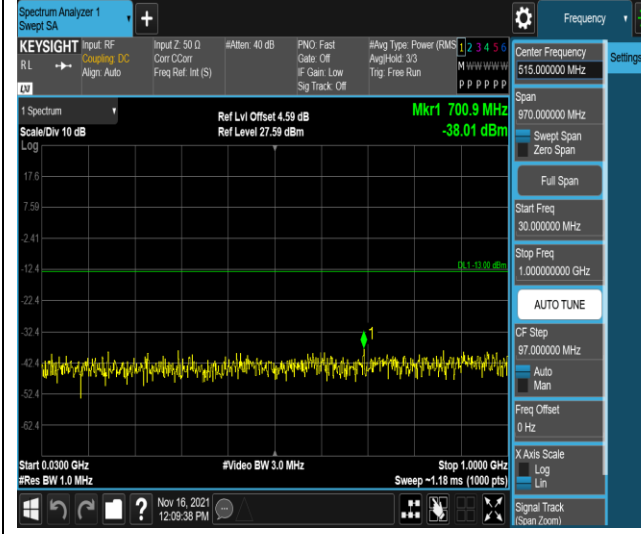 Spectrum Analyzer 1
Swept SA
+
Frequency
Settings
KEYSIGHT
RL
LXI
Input: RF
Coupling: DC
Align: Auto
Input Z: 50 Ω
Corr CCorr
Freq Ref: Int (S)
#Atten: 40 dB
PNO: Fast
Gate: Off
IF Gain: Low
Sig Track: Off
#Avg Type: Power (RMS
Avg|Hold: 3/3
Trig: Free Run
1 2 3 4 5 6
M W W W W W
P P P P P P
1 Spectrum
Scale/Div 10 dB
Log
Ref Lvl Offset 4.59 dB
Ref Level 27.59 dBm
Mkr1 700.9 MHz
-38.01 dBm
17.6
7.59
-2.41
-12.4
-22.4
-32.4
-42.4
-52.4
-62.4
DL1 -13.00 dBm
1
Start 0.0300 GHz
#Res BW 1.0 MHz
#Video BW 3.0 MHz
Stop 1.0000 GHz
Sweep ~1.18 ms (1000 pts)
Center Frequency
515.000000 MHz
Span
970.000000 MHz
Swept Span
Zero Span
Full Span
Start Freq
30.000000 MHz
Stop Freq
1.000000000 GHz
AUTO TUNE
CF Step
97.000000 MHz
Auto
Man
Freq Offset
0 Hz
X Axis Scale
Log
Lin
Signal Track
(Span Zoom)
?
Nov 16, 2021
12:09:38 PM